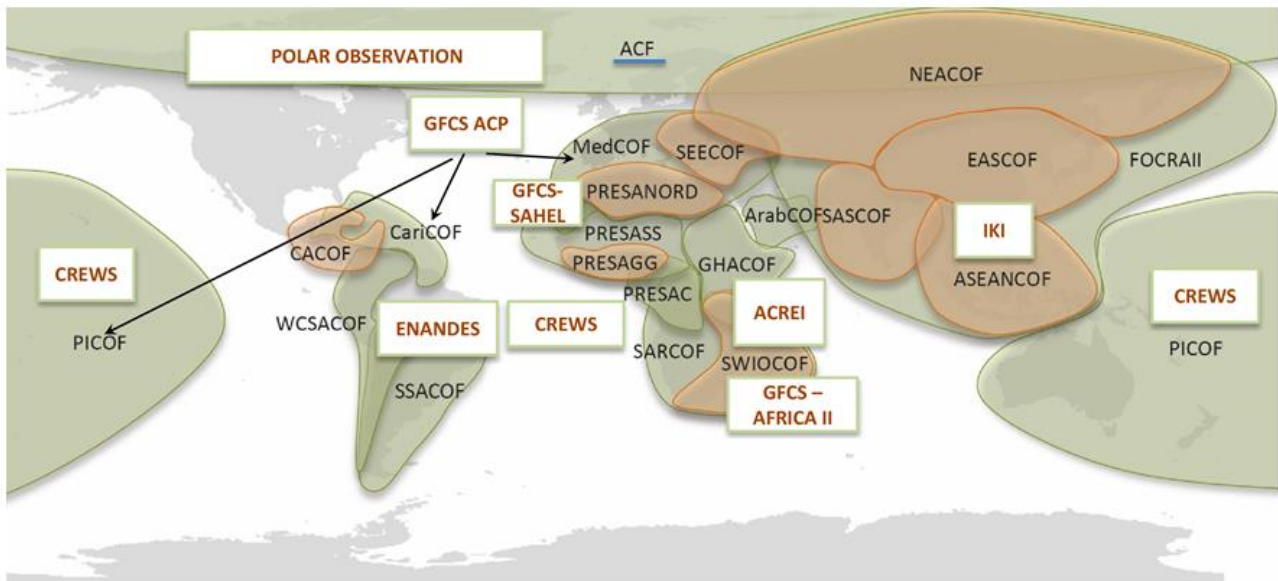 ACF
POLAR OBSERVATION
NEACOF
GFCS ACP
MedCOF
SEECOF
EASCOF
FOCRAII
GFCS-
SAHEL
PRESANORD
ArabCOF
SASCOF
CariCOF
PRESASS
IKI
CACOF
PRESAGG
GHACOF
CREWS
ASEANCOF
PRESAC
CREWS
WCSACOF
ENANDES
CREWS
ACREI
PICOF
SARCOF
PICOF
SWIOCOF
SSACOF
GFCS –
AFRICA II